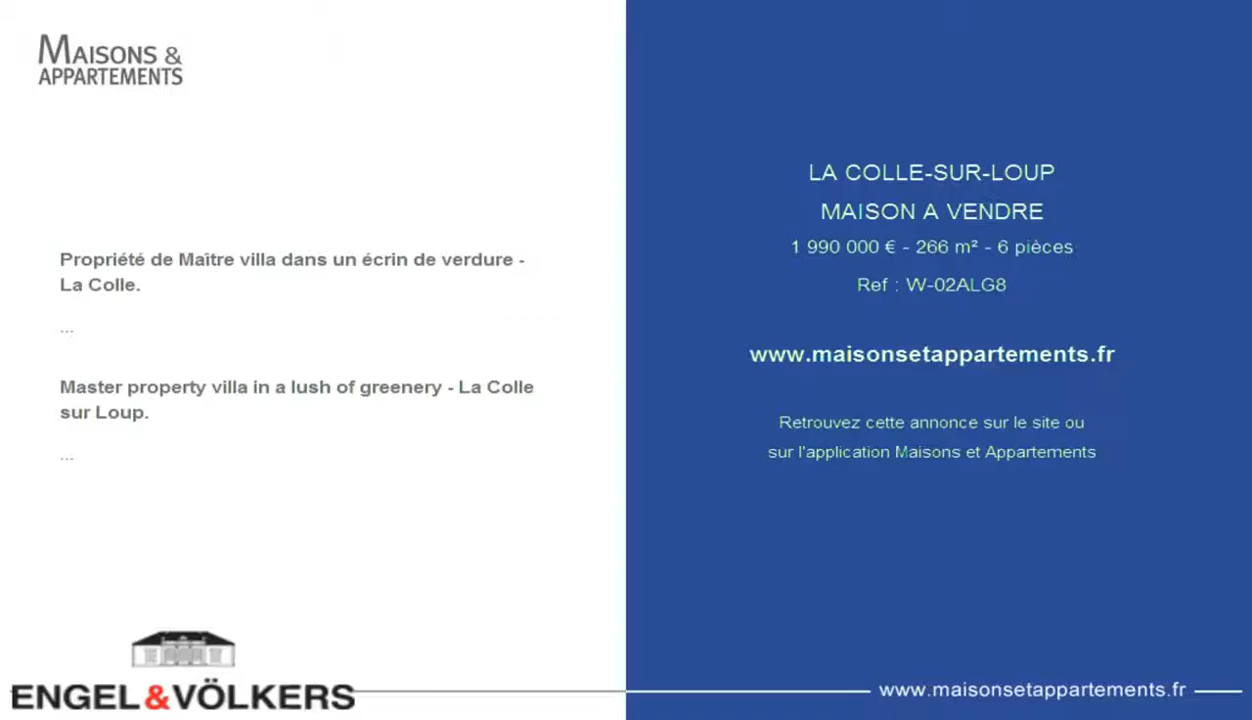 MAISONS &
APPARTEMENTS
Propriété de Maître villa dans un écrin de verdure -
La Colle.
...
Master property villa in a lush of greenery - La Colle
sur Loup.
...
ENGEL&VÖLKERS
LA COLLE-SUR-LOUP
MAISON A VENDRE
1 990 000 € - 266 m² - 6 pièces
Ref : W-02ALG8
www.maisonsetappartements.fr
Retrouvez cette annonce sur le site ou
sur l'application Maisons et Appartements
www.maisonsetappartements.fr